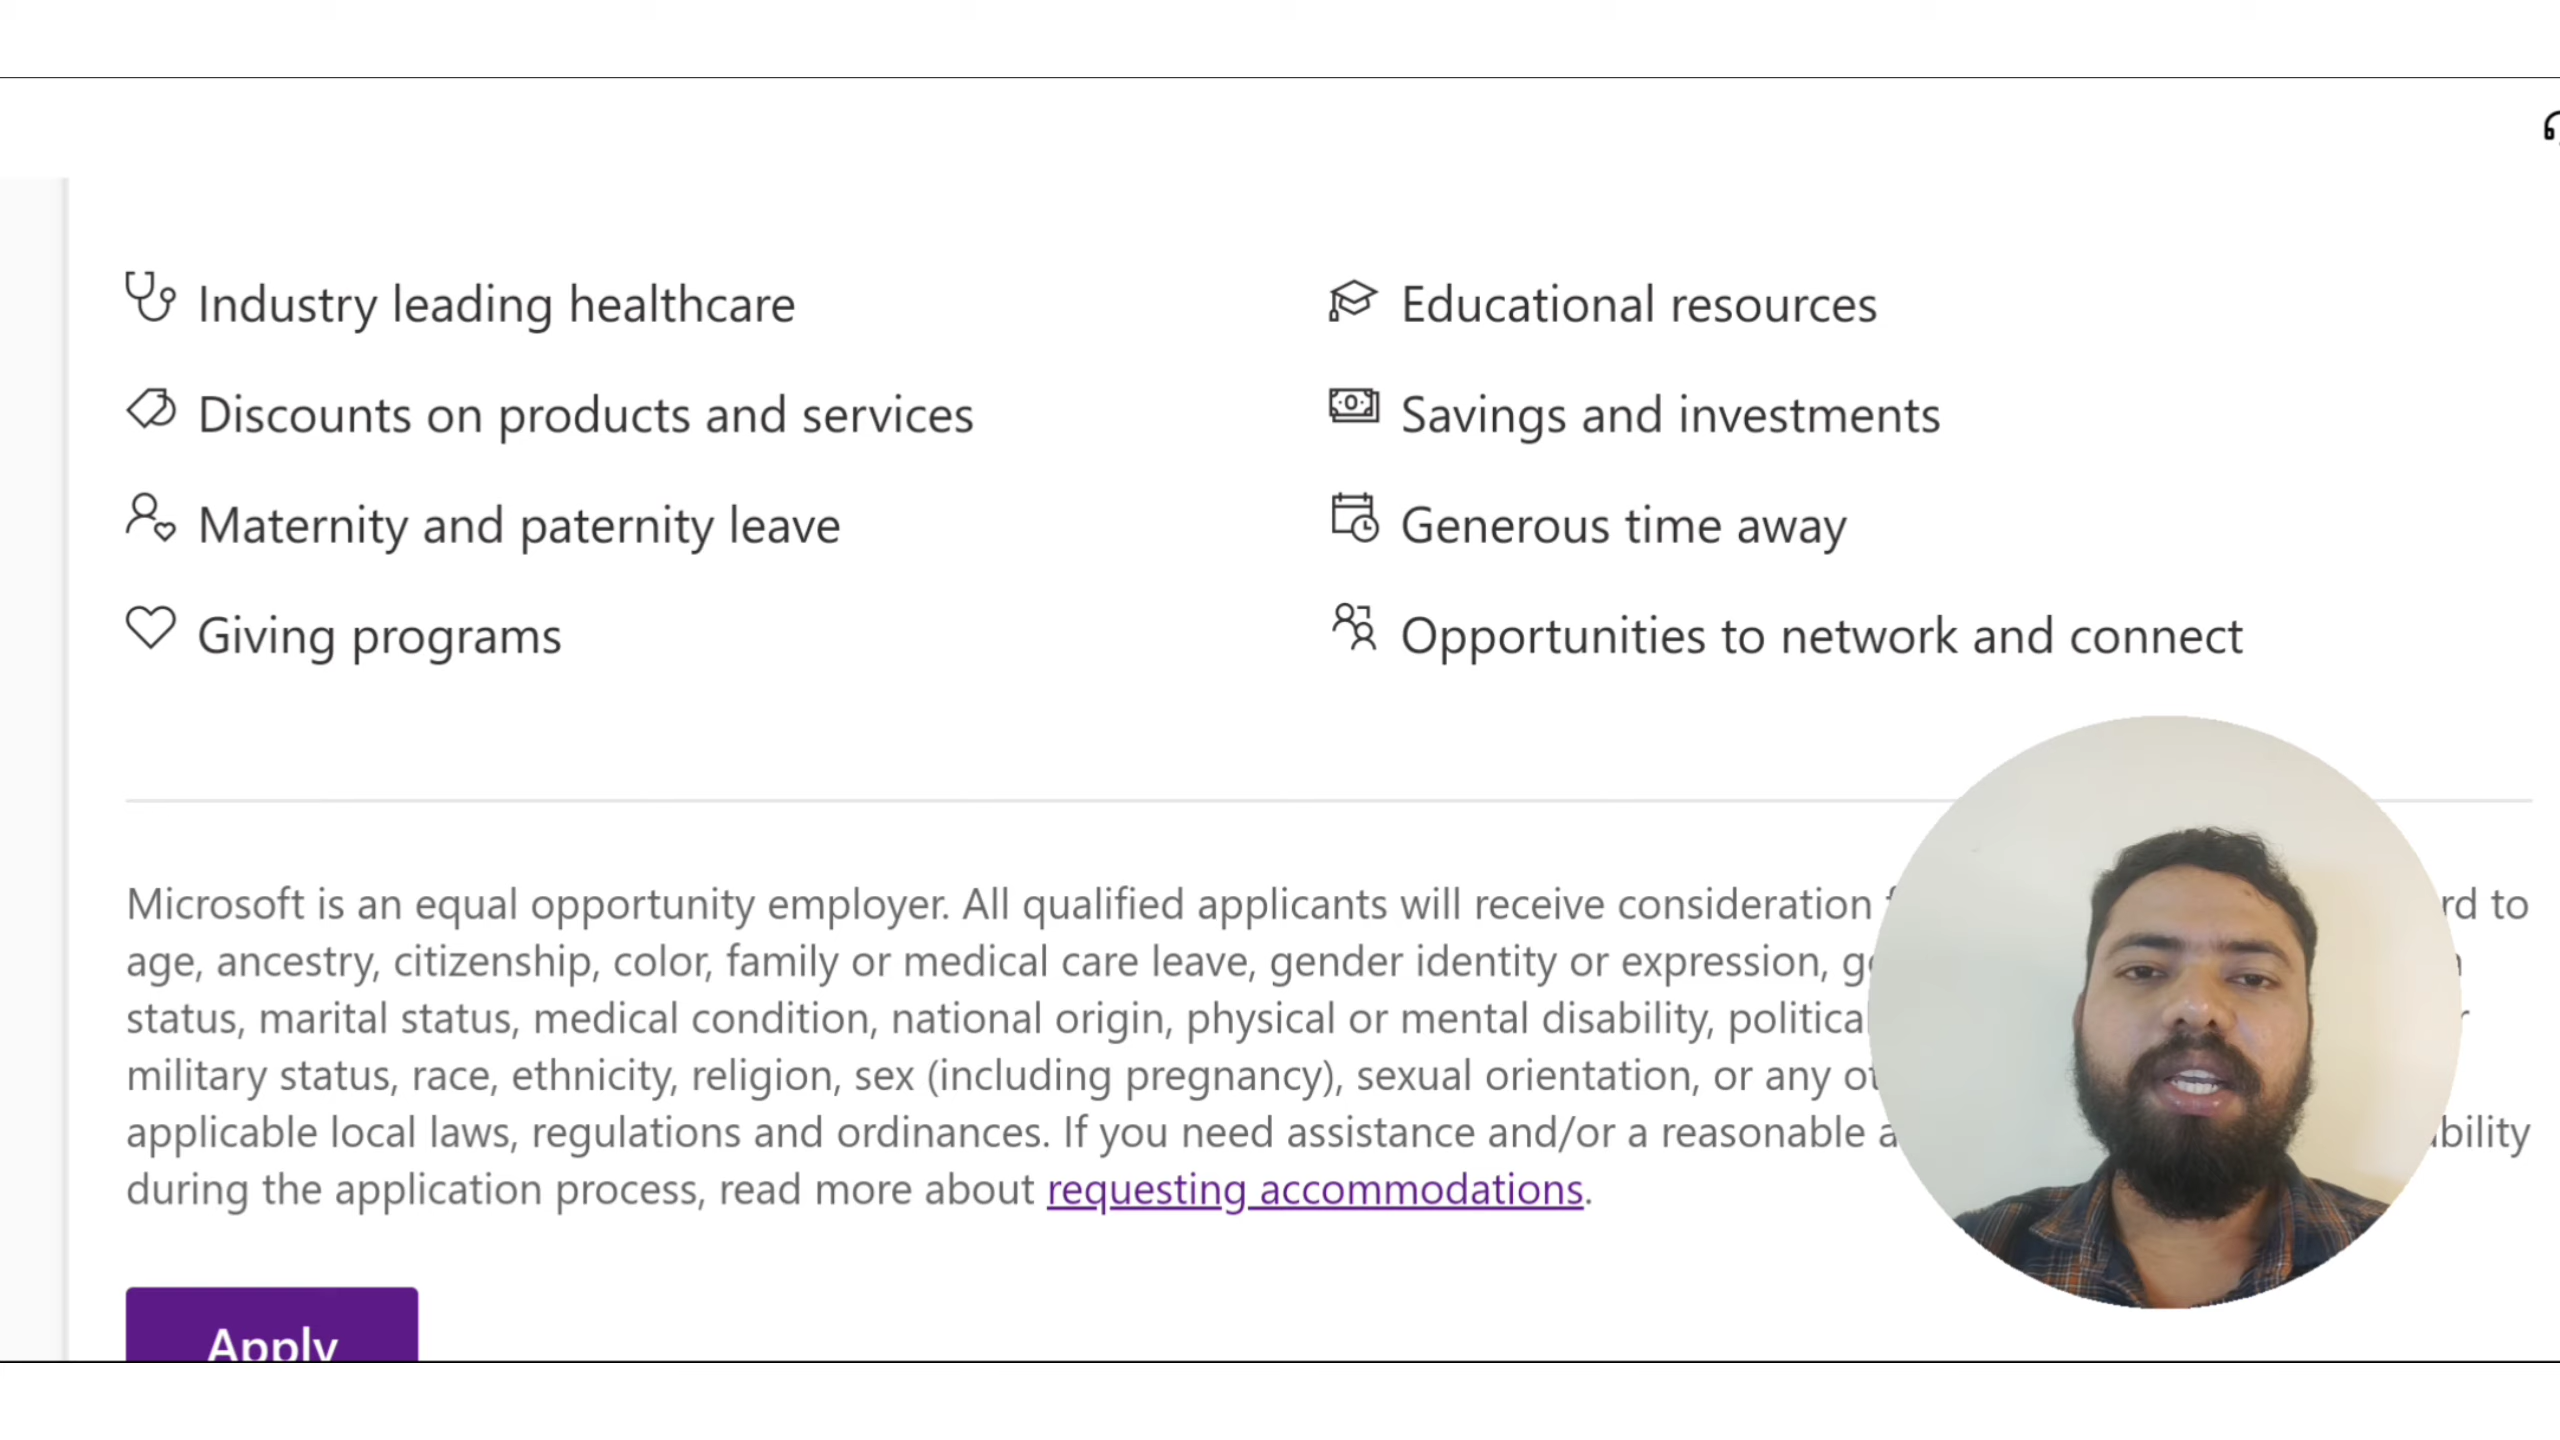 Industry leading healthcare
Educational resources
Discounts on products and services
Savings and investments
Maternity and paternity leave
Generous time away
Giving programs
Opportunities to network and connect
Microsoft is an equal opportunity employer. All qualified applicants will receive consideration rd to
age, ancestry, citizenship, color, family or medical care leave, gender identity or expression,
status, marital status, medical condition, national origin, physical or mental disability, politica
military status, race, ethnicity, religion, sex (including pregnancy), sexual orientation, or any
applicable local laws, regulations and ordinances. If you need assistance and/or a reasonable bility
during the application process, read more about requesting accommodations.
Apply